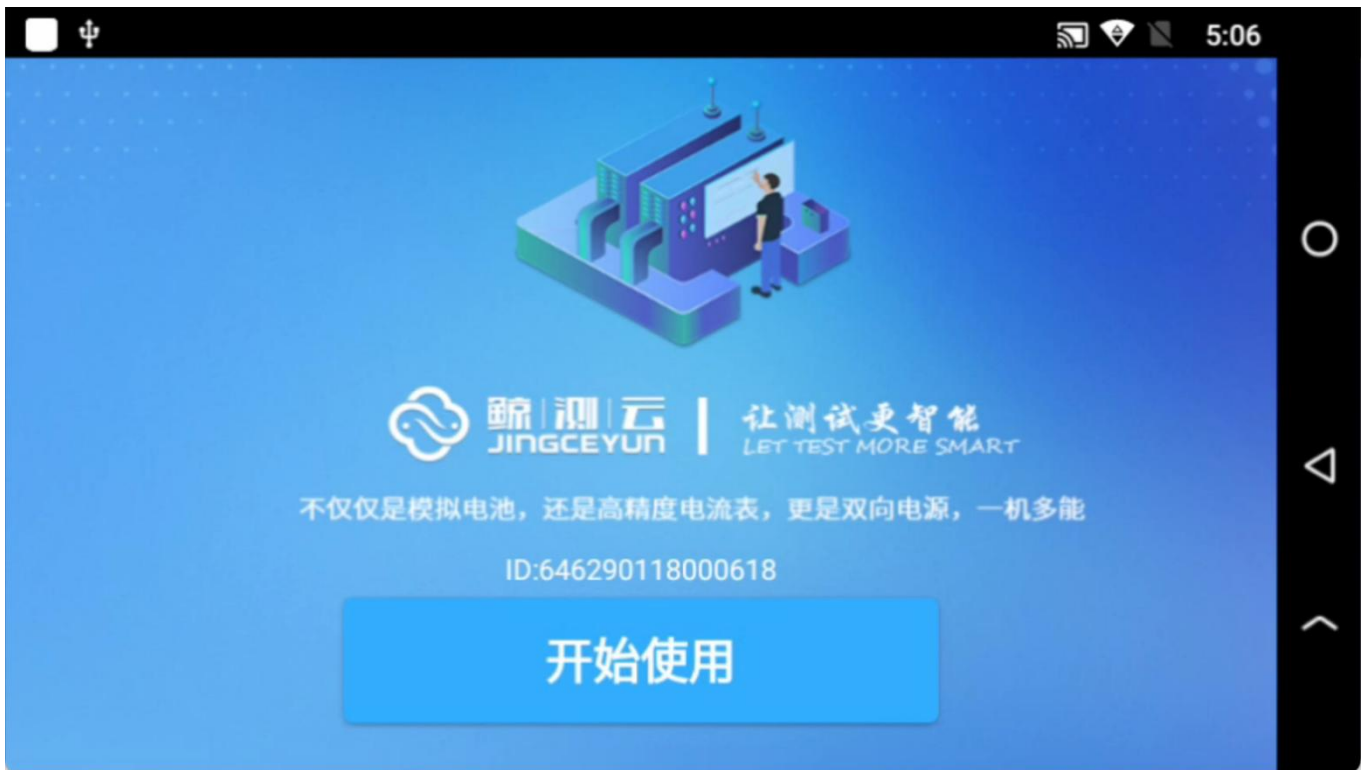 5:06
鲸测云 让测试更智能
JINGCEYUN LET TEST MORE SMART
不仅仅是模拟电池，还是高精度电流表，更是双向电源，一机多能
ID:646290118000618
开始使用